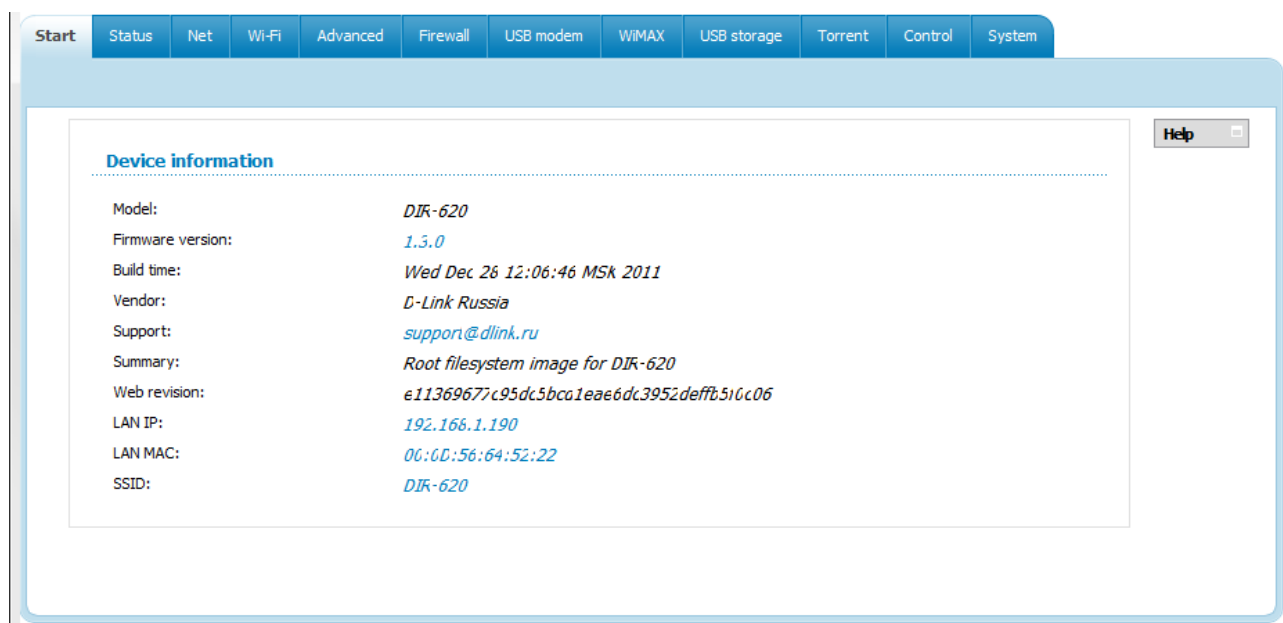 Start Status Net Wi-Fi Advanced Firewall USB modem WiMAX USB storage Torrent Control System
Help
Device information
Model: DIR-620
Firmware version: 1.3.0
Build time: Wed Dec 28 12:06:46 MSK 2011
Vendor: D-Link Russia
Support: support@dlink.ru
Summary: Root filesystem image for DIR-620
Web revision:
LAN IP: 192.168.1.190
LAN MAC: 00:0D:56:64:52:22
SSID: DIR-620